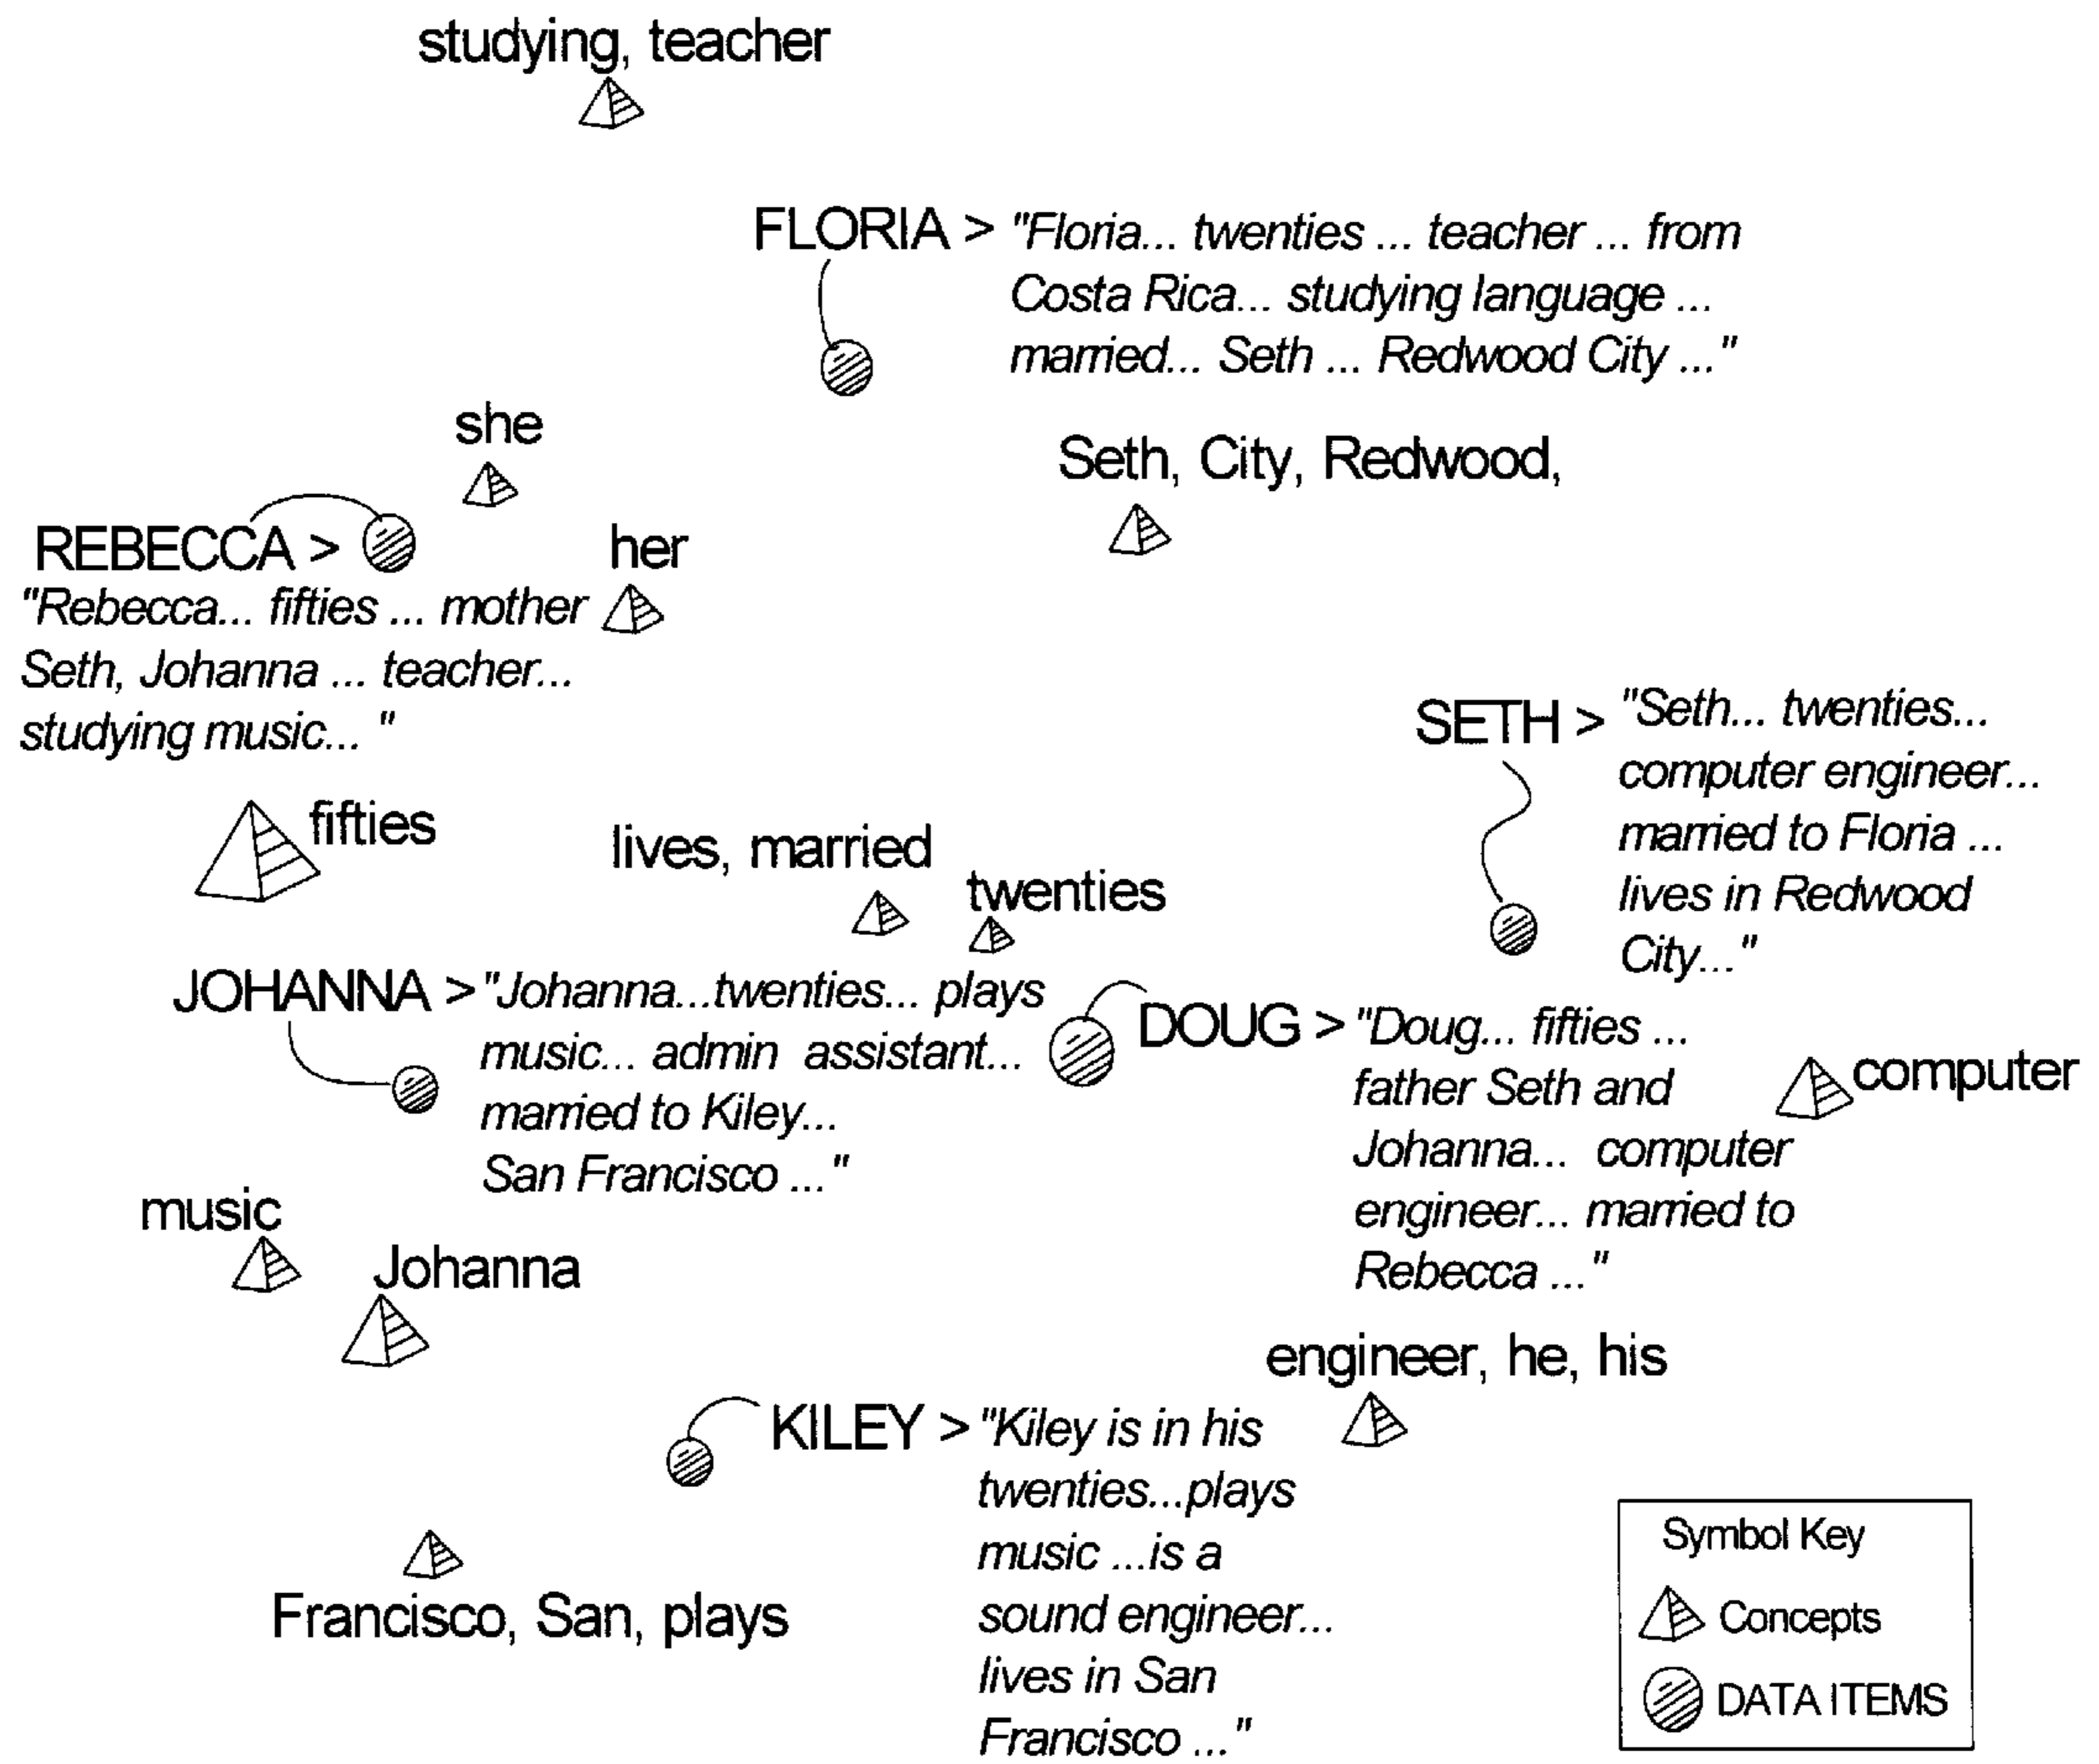 studying, teacher
FLORIA > "Floria... twenties ... teacher ... from
Costa Rica... studying language ...
married... Seth ... Redwood City ..."
she
Seth, City, Redwood,
REBECCA >
her
"Rebecca... fifties ... mother
Seth, Johanna ... teacher...
studying music... "
SETH > "Seth... twenties...
computer engineer...
married to Floria ...
lives in Redwood
City..."
fifties
lives, married
twenties
JOHANNA > "Johanna...twenties... plays
music... admin assistant...
married to Kiley...
San Francisco ..."
DOUG > "Doug... fifties ...
father Seth and
Johanna... computer
engineer... married to
Rebecca ..."
computer
music
Johanna
engineer, he, his
KILEY > "Kiley is in his
twenties...plays
music ...is a
sound engineer...
lives in San
Francisco ..."
Francisco, San, plays
Symbol Key
Concepts
DATA ITEMS